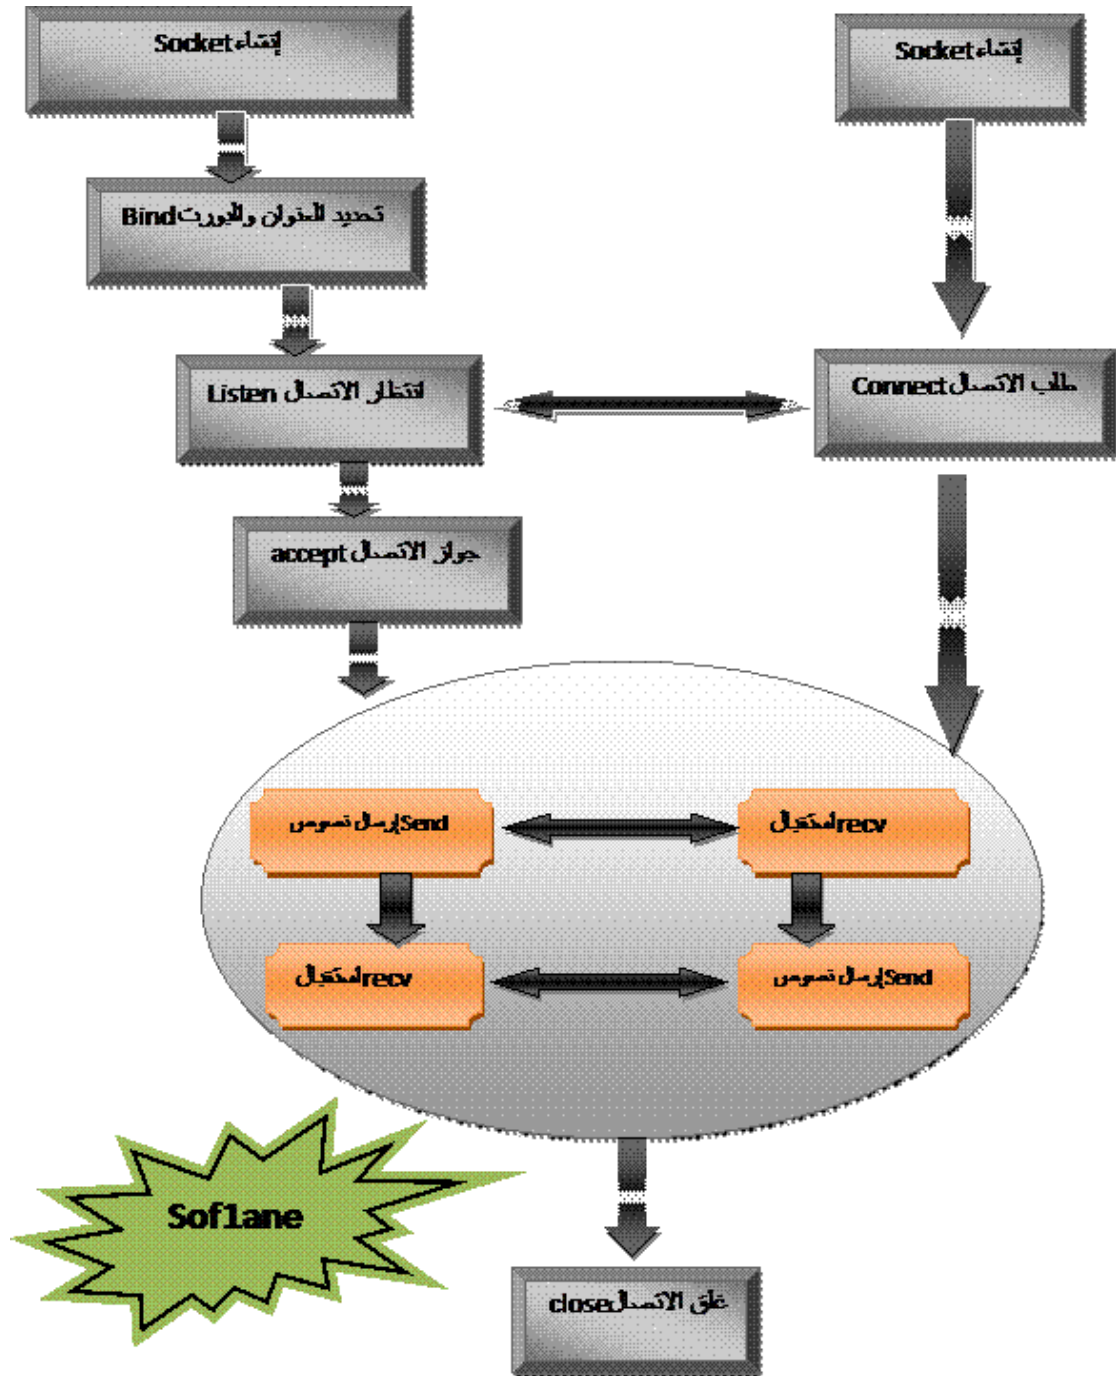 إنشاء Socket
إنشاء Socket
تحديد العنوان والبورت Bind
انتظار الاتصال Listen
طلب الاتصال Connect
جواز الاتصال accept
Send إرسال نصوص
recv استقبال
recv استقبال
Send إرسال نصوص
Sof1ane
غلق الاتصال close